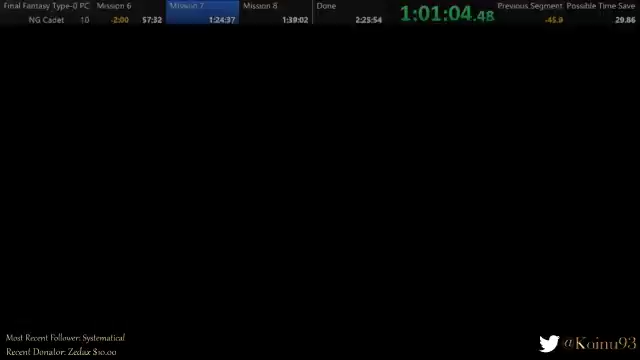 Final Fantasy Type-0 PC Mission 6 Mission 7 Mission 8 Done 1:01:04.48 Previous Segment Possible Time Save
NG Cadet 10 -2:00 57:32 1:24:37 1:39:02 2:25:54 -45.9 29.86
Most Recent Follower: Systematical
Recent Donator: Zedax $10.00
@Koinu93